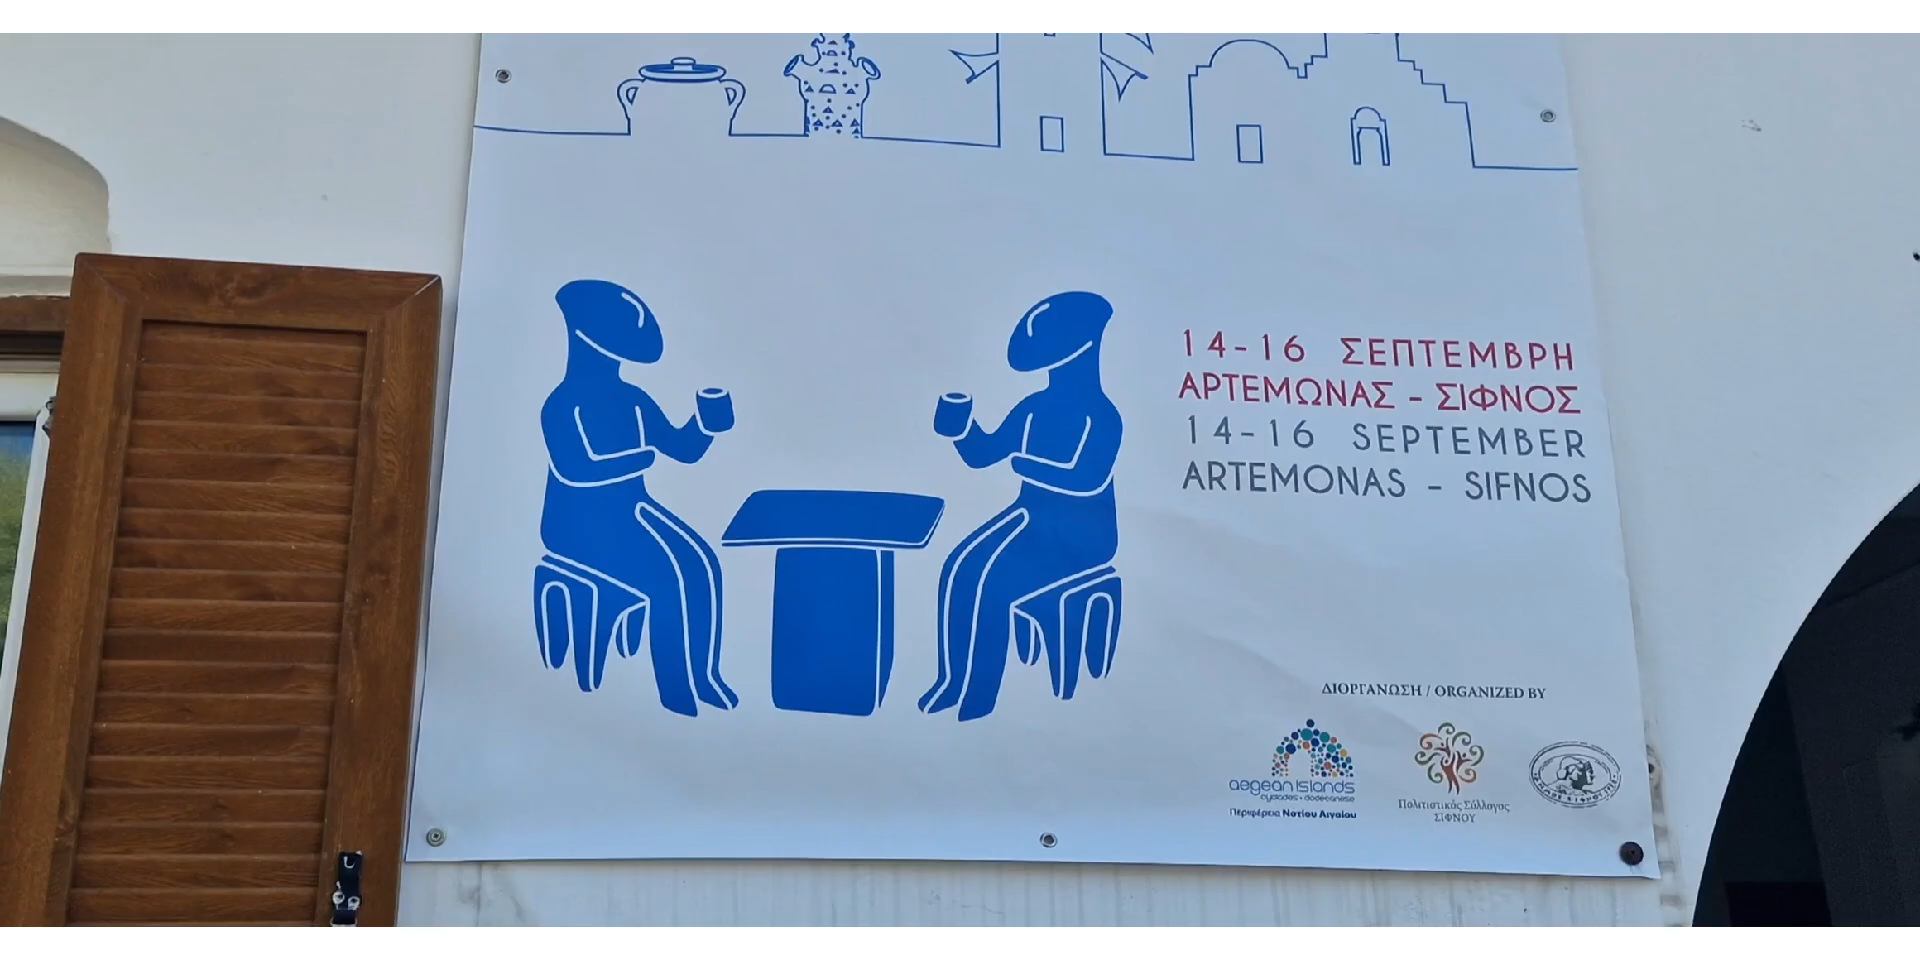 14-16 ΣΕΠΤΕΜΒΡΗ
ΑΡΤΕΜΩΝΑΣ - ΣΙΦΝΟΣ
14-16 SEPTEMBER
ARTEMONAS - SIFNOS
ΔΙΟΡΓΑΝΩΣΗ / ORGANIZED BY
aegean islands
cyclades • dodecanese
Περιφέρεια Νοτίου Αιγαίου
Πολιτιστικός Σύλλογος
ΣΙΦΝΟΥ